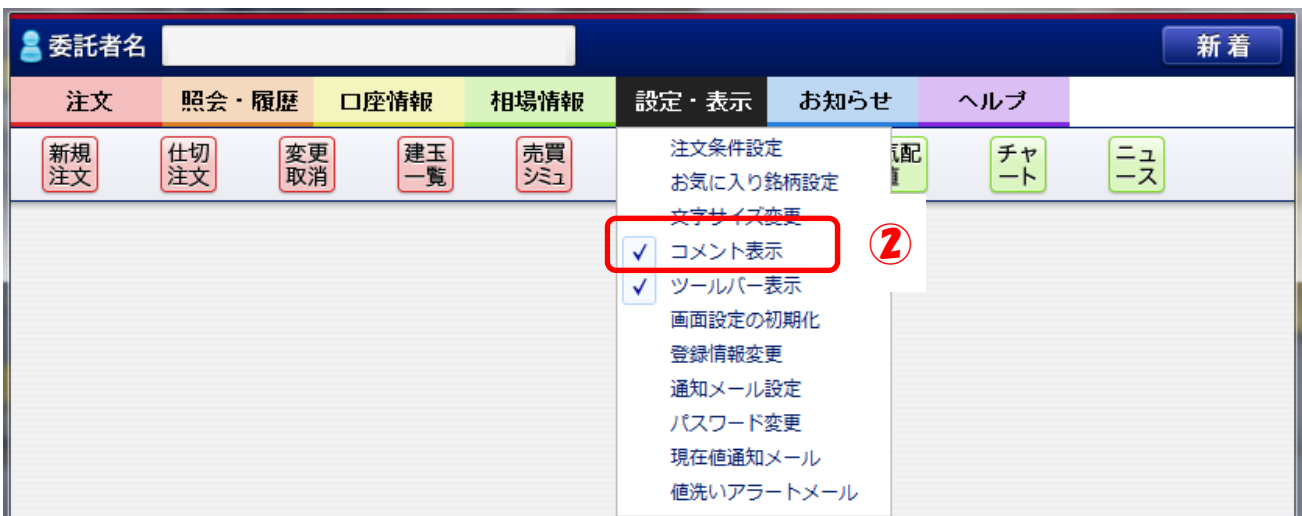 委託者名
新着
注文 照会・履歴 口座情報 相場情報 設定・表示 お知らせ ヘルプ
新規
注文
仕切
注文
変更
取消
建玉
一覧
売買
シミュ
配
チャ
ート
ニュ
ース
注文条件設定
お気に入り銘柄設定
文字サイズ変更
✓ コメント表示
②
✓ ツールバー表示
画面設定の初期化
登録情報変更
通知メール設定
パスワード変更
現在値通知メール
値洗いアラートメール